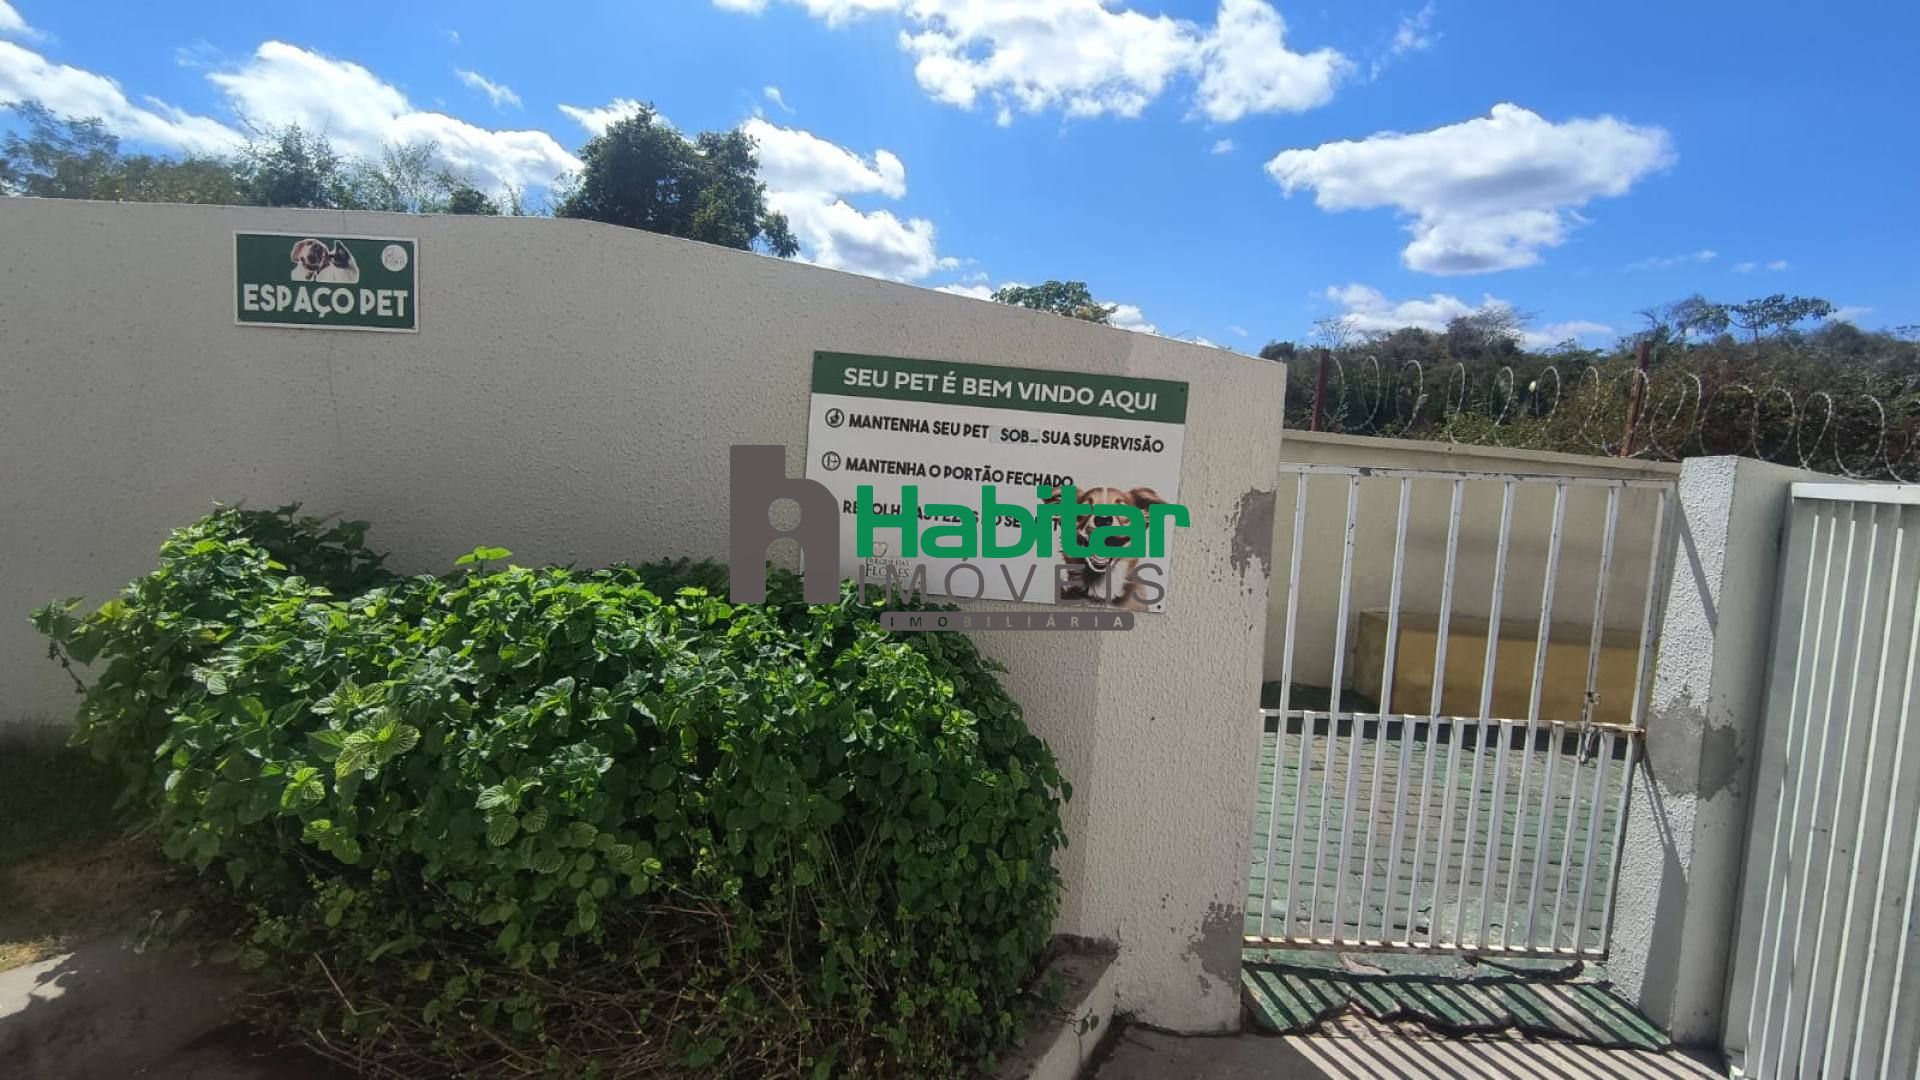 ESPAÇO PET
SEU PET É BEM VINDO AQUI
MANTENHA SEU PET SOB SUA SUPERVISÃO
MANTENHA O PORTÃO FECHADO
Habitar
IMÓVEIS
IMOBILIÁRIA
FLORES